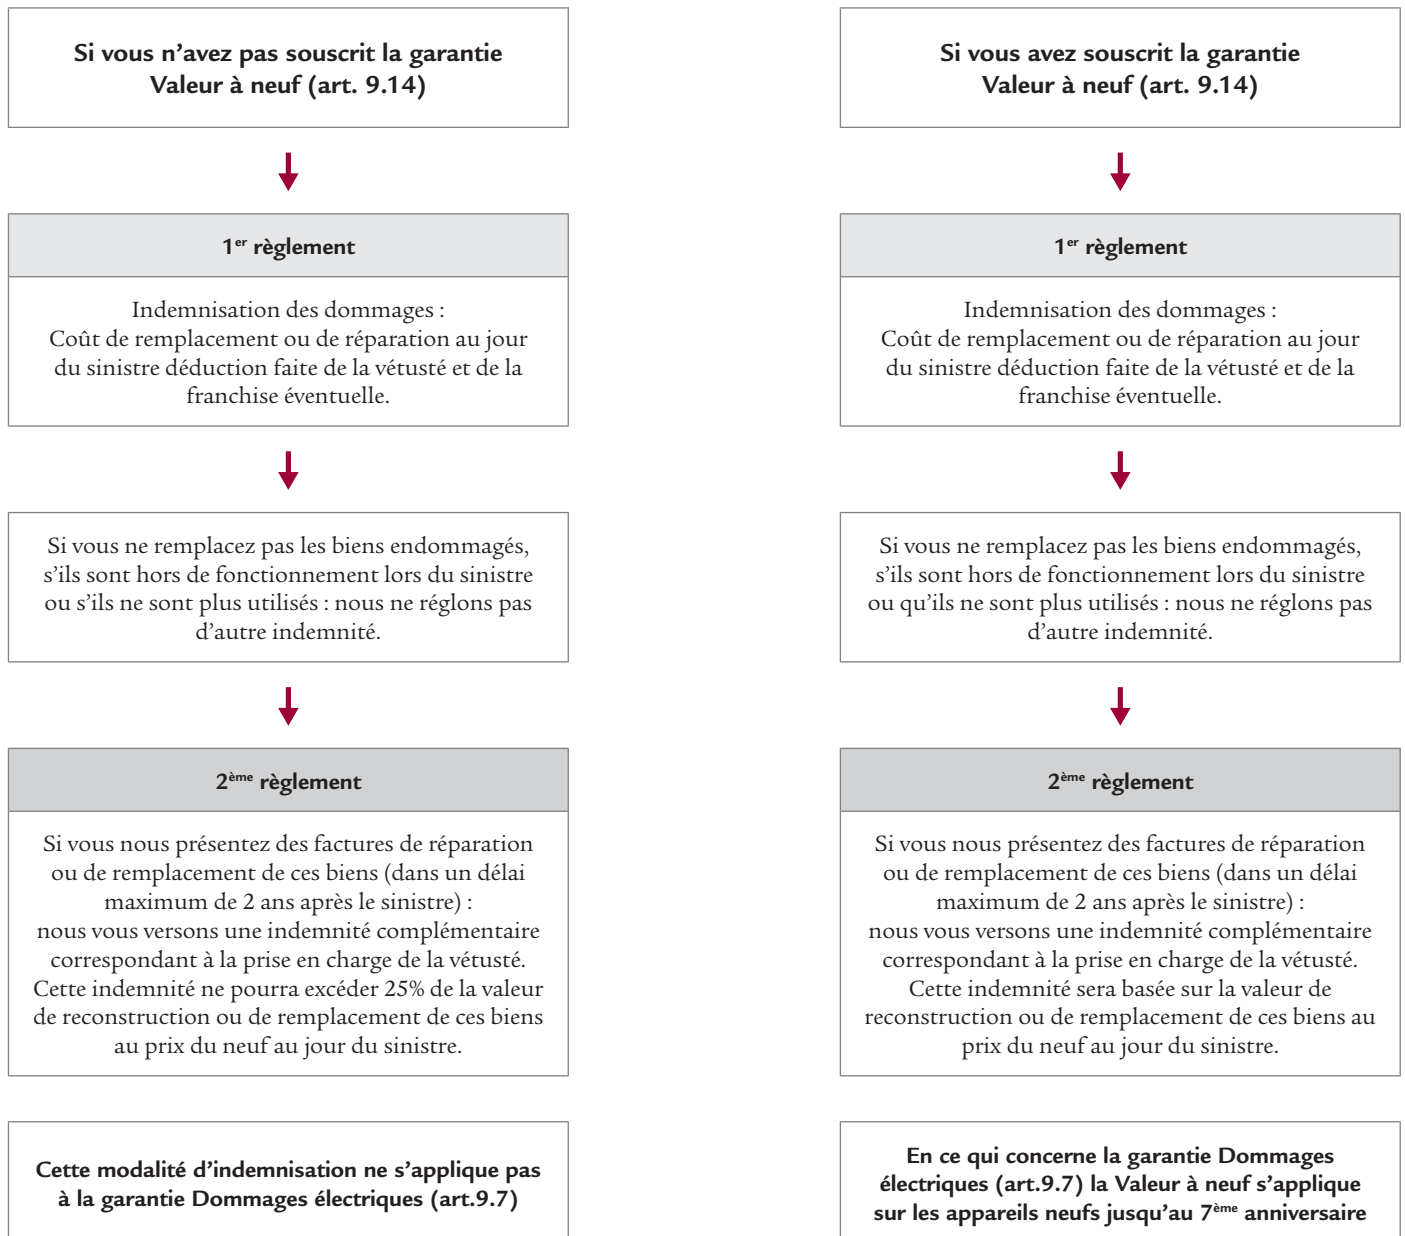 Si vous n’avez pas souscrit la garantie
Valeur à neuf (art. 9.14)
1er règlement
Indemnisation des dommages :
Coût de remplacement ou de réparation au jour
du sinistre déduction faite de la vétusté et de la
franchise éventuelle.
Si vous ne remplacez pas les biens endommagés,
s’ils sont hors de fonctionnement lors du sinistre
ou s’ils ne sont plus utilisés : nous ne réglons pas
d’autre indemnité.
2ème règlement
Si vous nous présentez des factures de réparation
ou de remplacement de ces biens (dans un délai
maximum de 2 ans après le sinistre) :
nous vous versons une indemnité complémentaire
correspondant à la prise en charge de la vétusté.
Cette indemnité ne pourra excéder 25% de la valeur
de reconstruction ou de remplacement de ces biens
au prix du neuf au jour du sinistre.
Cette modalité d’indemnisation ne s’applique pas
à la garantie Dommages électriques (art.9.7)
Si vous avez souscrit la garantie
Valeur à neuf (art. 9.14)
1er règlement
Indemnisation des dommages :
Coût de remplacement ou de réparation au jour
du sinistre déduction faite de la vétusté et de la
franchise éventuelle.
Si vous ne remplacez pas les biens endommagés,
s’ils sont hors de fonctionnement lors du sinistre
ou qu’ils ne sont plus utilisés : nous ne réglons pas
d’autre indemnité.
2ème règlement
Si vous nous présentez des factures de réparation
ou de remplacement de ces biens (dans un délai
maximum de 2 ans après le sinistre) :
nous vous versons une indemnité complémentaire
correspondant à la prise en charge de la vétusté.
Cette indemnité sera basée sur la valeur de
reconstruction ou de remplacement de ces biens au
prix du neuf au jour du sinistre.
En ce qui concerne la garantie Dommages
électriques (art.9.7) la Valeur à neuf s’applique
sur les appareils neufs jusqu’au 7ème anniversaire